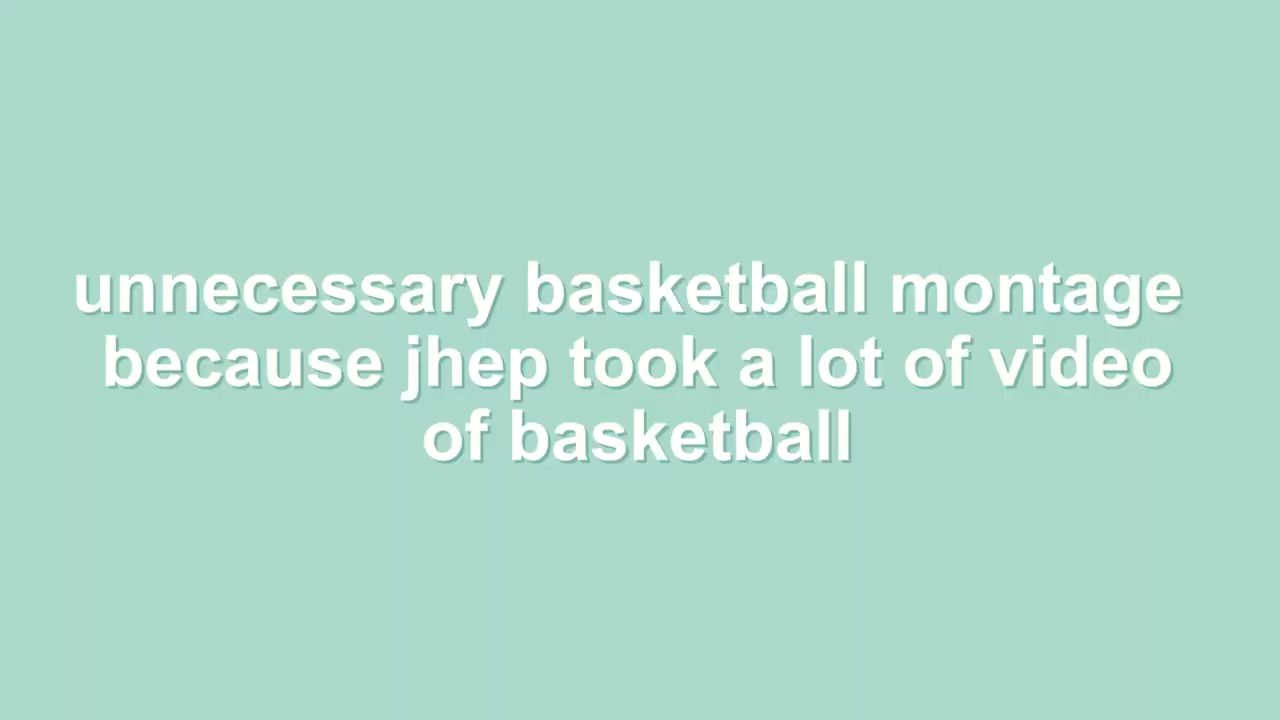 unnecessary basketball montage
because jhep took a lot of video
of basketball